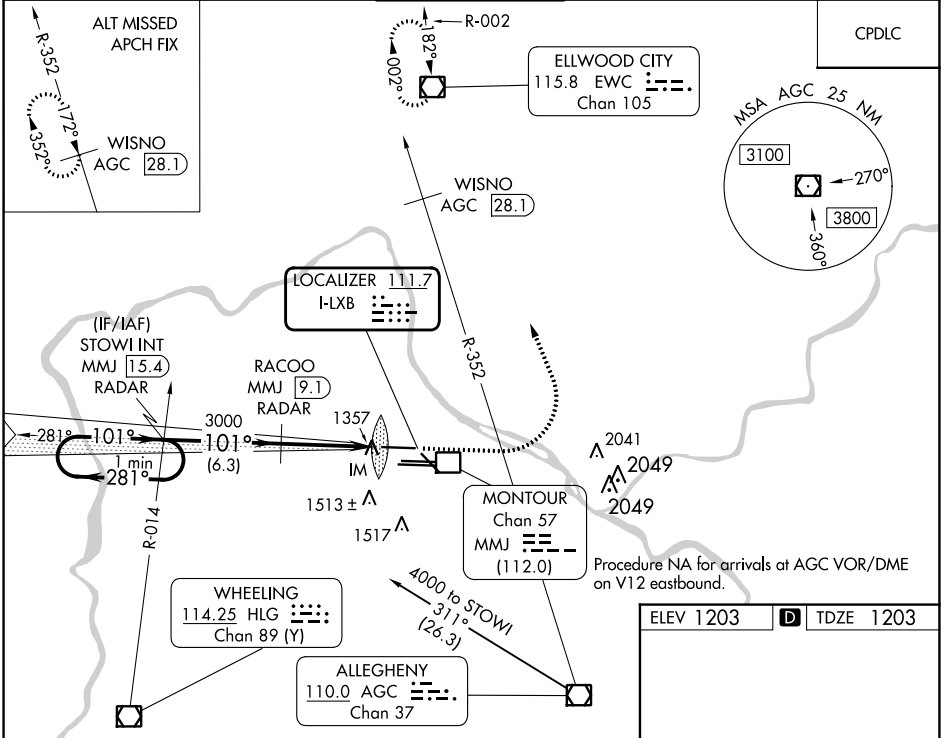 ALT MISSED
APCH FIX
R-352
172°
352°
WISNO
AGC 28.1
R-002
182°
002°
ELLWOOD CITY
115.8 EWC
Chan 105
CPDLC
MSA AGC 25 NM
3100
270°
3800
360°
WISNO
AGC 28.1
LOCALIZER 111.7
I-LXB
R-352
(IF/IAF)
STOWI INT
MMJ 15.4
RADAR
RACOO
MMJ 9.1
RADAR
3000
1357
281°
101°
101°
(6.3)
1 min
281°
IM
1513 ±
1517
2041
2049
2049
MONTOUR
Chan 57
MMJ
(112.0)
R-014
Procedure NA for arrivals at AGC VOR/DME
on V12 eastbound.
WHEELING
114.25 HLG
Chan 89 (Y)
4000 to STOWI
311°
(26.3)
ALLEGHENY
110.0 AGC
Chan 37
ELEV 1203 D TDZE 1203